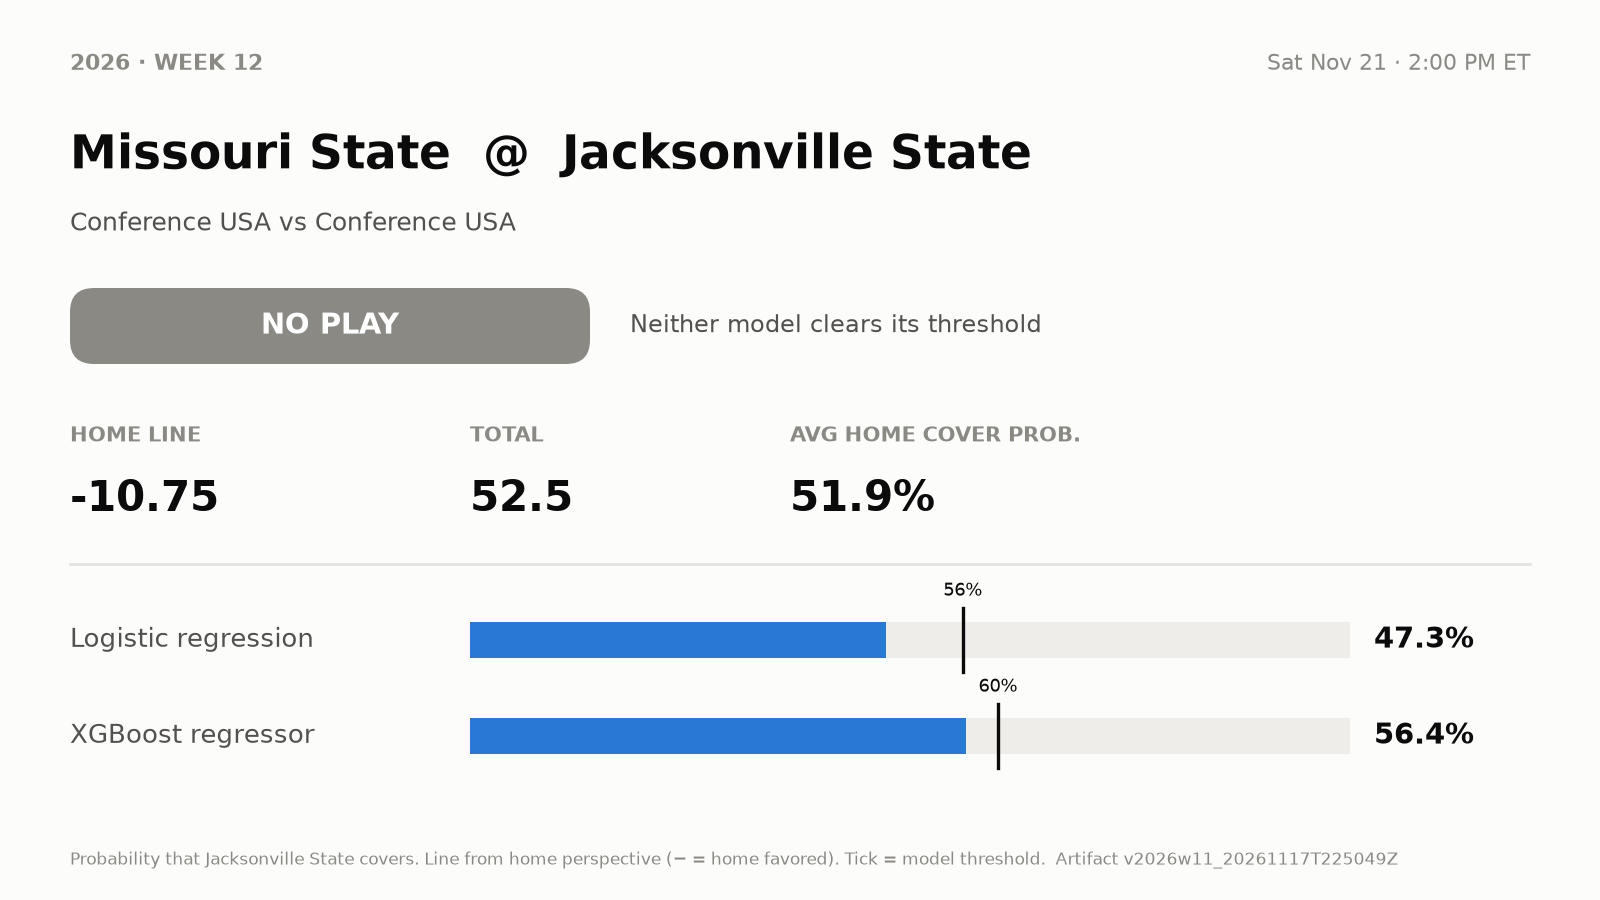 2026 · WEEK 12
Sat Nov 21 · 2:00 PM ET
Missouri State @ Jacksonville State
Conference USA vs Conference USA
NO PLAY
Neither model clears its threshold
HOME LINE
TOTAL
AVG HOME COVER PROB.
-10.75
52.5
51.9%
56%
Logistic regression
47.3%
60%
XGBoost regressor
56.4%
Probability that Jacksonville State covers. Line from home perspective (− = home favored). Tick = model threshold. Artifact v2026w11_20261117T225049Z